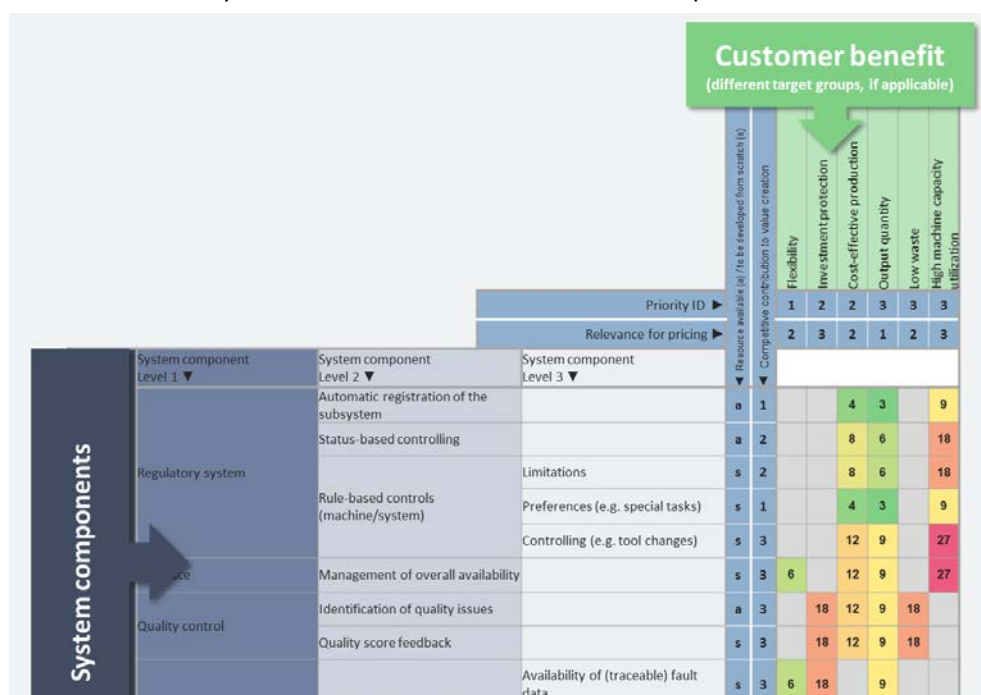 Customer benefit
(different target groups, if applicable)
▼ Resource available (a) / to be developed from scratch (s)
▼ Competitive contribution to value creation
Flexibility
Investment protection
Cost-effective production
Output quantity
Low waste
High machine capacity
utilization
Priority ID ▶ 1 2 2 3 3 3
Relevance for pricing ▶ 2 3 2 1 2 3
System components
System component
Level 1 ▼
System component
Level 2 ▼
System component
Level 3 ▼
Regulatory system
Automatic registration of the
subsystem
a 1 4 3 9
Status-based controlling
a 2 8 6 18
Rule-based controls
(machine/system)
Limitations
s 2 8 6 18
Preferences (e.g. special tasks)
s 1 4 3 9
Controlling (e.g. tool changes)
s 3 12 9 27
Management of overall availability
s 3 6 12 9 27
Quality control
Identification of quality issues
a 3 18 12 9 18
Quality score feedback
s 3 18 12 9 18
Availability of (traceable) fault
data
s 3 6 18 9